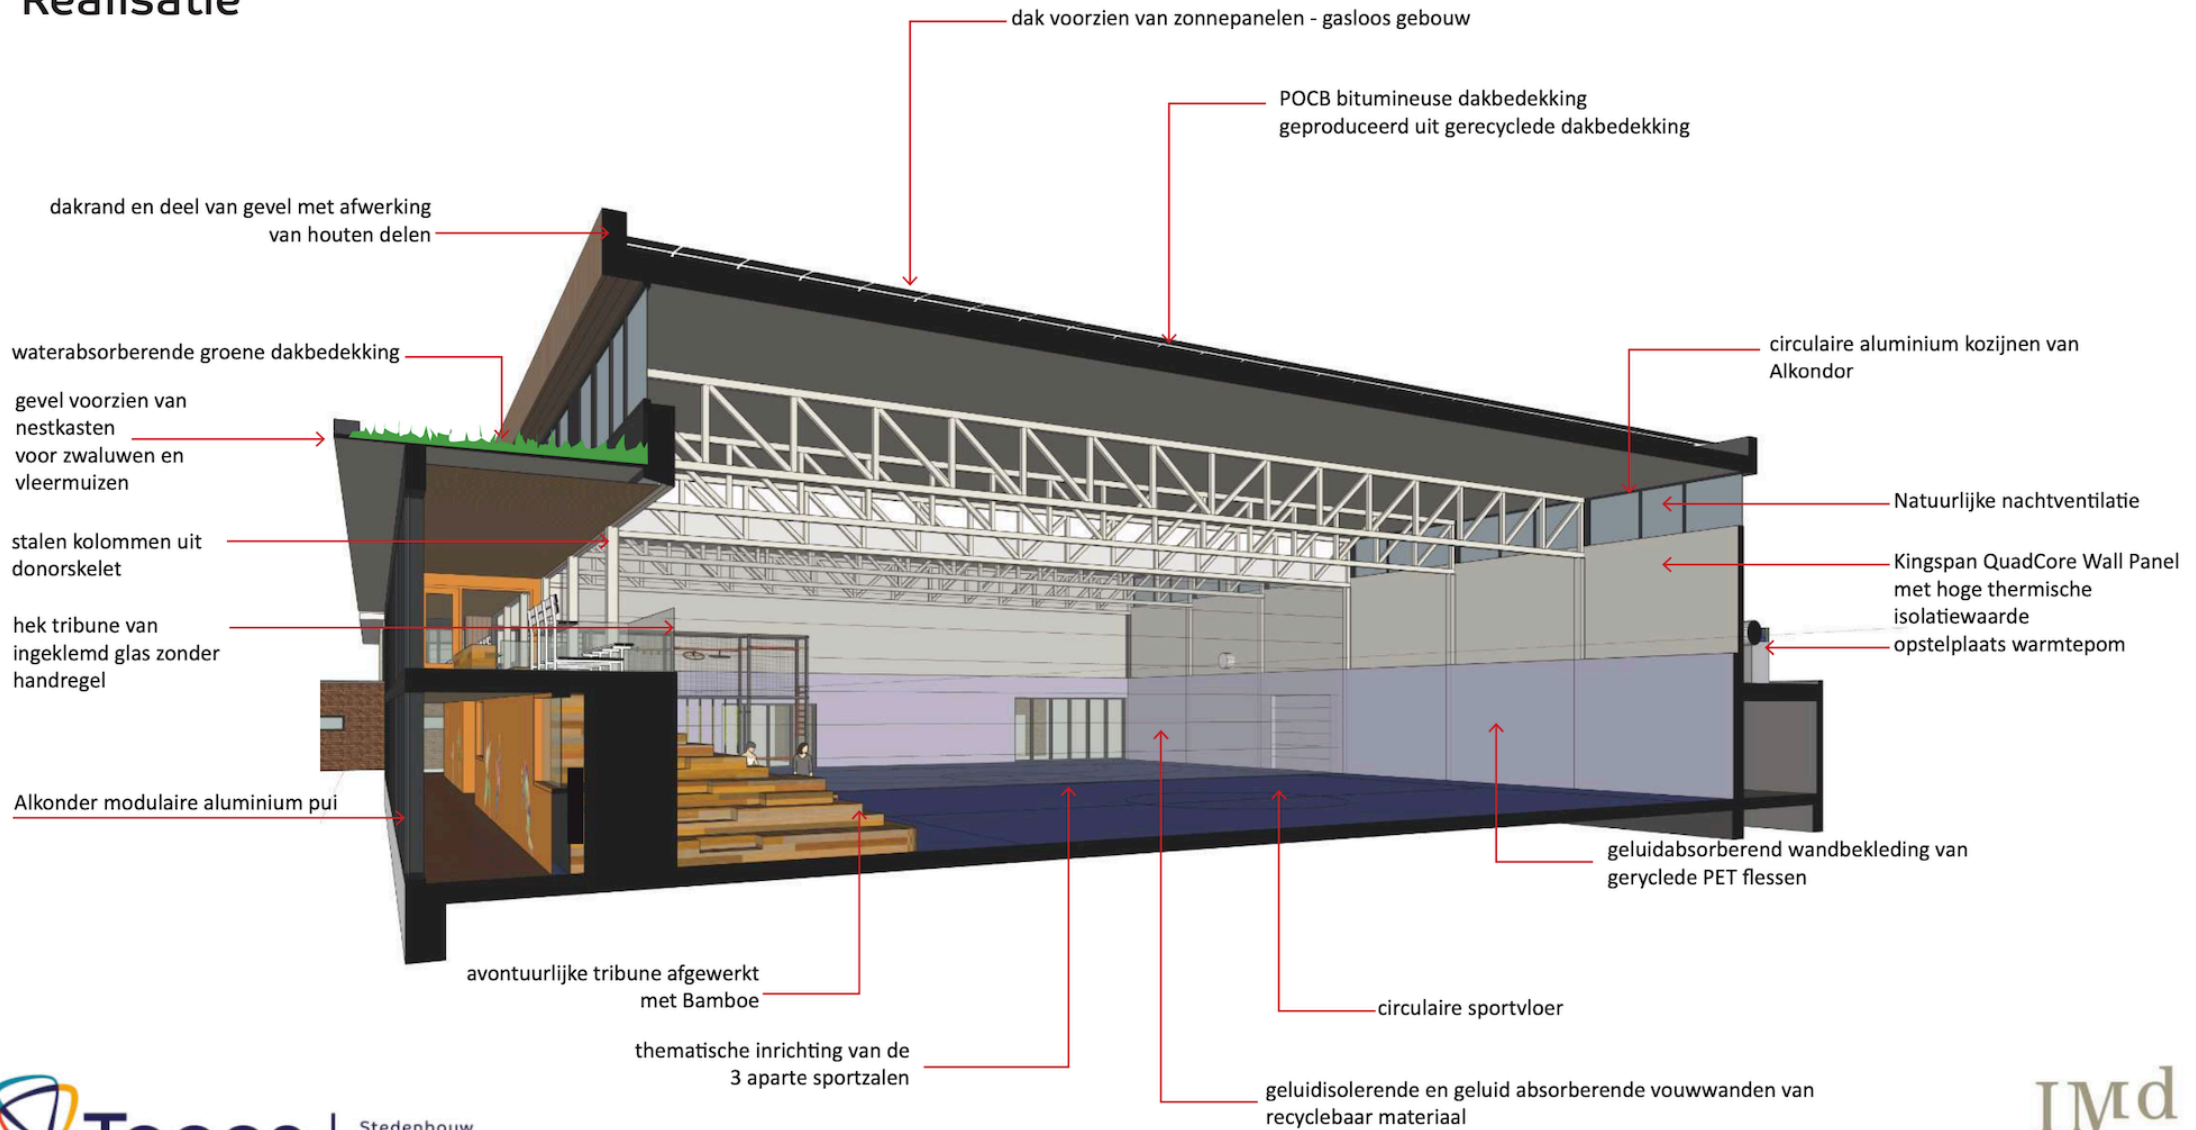 Realisatie
dak voorzien van zonnepanelen - gasloos gebouw
POCB bitumineuse dakbedekking
geproduceerd uit gerecyclede dakbedekking
dakrand en deel van gevel met afwerking
van houten delen
waterabsorberende groene dakbedekking
gevel voorzien van
nestkasten
voor zwaluwen en
vleermuizen
stalen kolommen uit
donorskelet
hek tribune van
ingeklemd glas zonder
handregel
Alkonder modulaire aluminium pui
circulaire aluminium kozijnen van
Alkondor
Natuurlijke nachtventilatie
Kingspan QuadCore Wall Panel
met hoge thermische
isolatiewaarde
opstelplaats warmtepom
geluidabsorberend wandbekleding van
geryclede PET flessen
avontuurlijke tribune afgewerkt
met Bamboe
circulaire sportvloer
thematische inrichting van de
3 aparte sportzalen
geluidisolerende en geluid absorberende vouwwanden van
recyclebaar materiaal
Stedenbouw
IMd